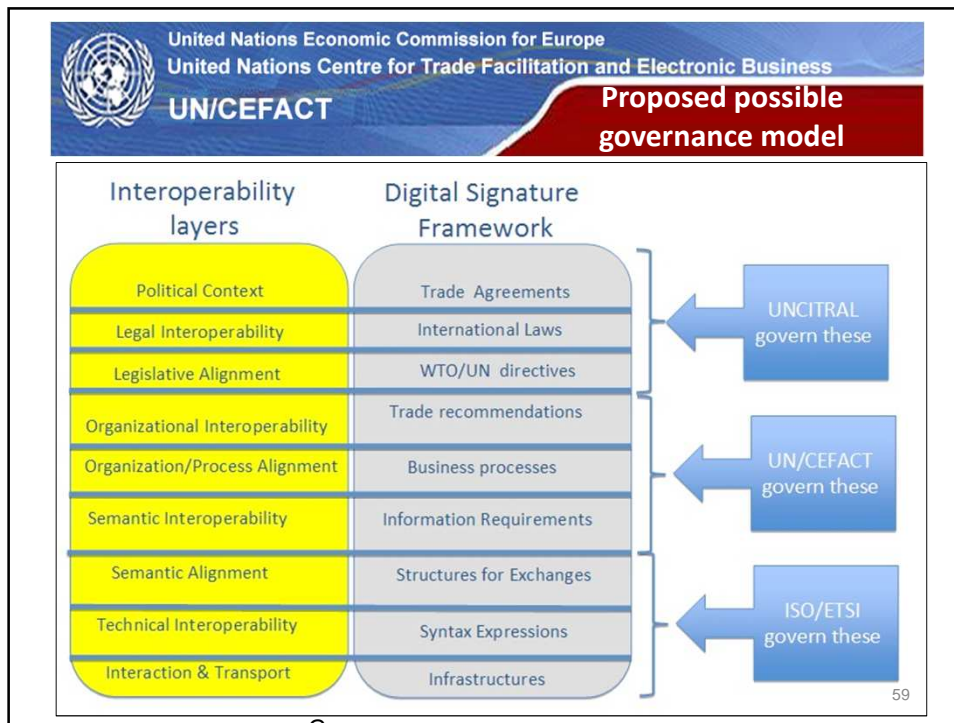 United Nations Economic Commission for Europe
United Nations Centre for Trade Facilitation and Electronic Business
UN/CEFACT
Proposed possible
governance model
Interoperability
layers
Digital Signature
Framework
Political Context
Trade Agreements
Legal Interoperability
International Laws
Legislative Alignment
WTO/UN directives
Organizational Interoperability
Trade recommendations
Organization/Process Alignment
Business processes
Semantic Interoperability
Information Requirements
Semantic Alignment
Structures for Exchanges
Technical Interoperability
Syntax Expressions
Interaction & Transport
Infrastructures
UNCITRAL
govern these
UN/CEFACT
govern these
ISO/ETSI
govern these
59